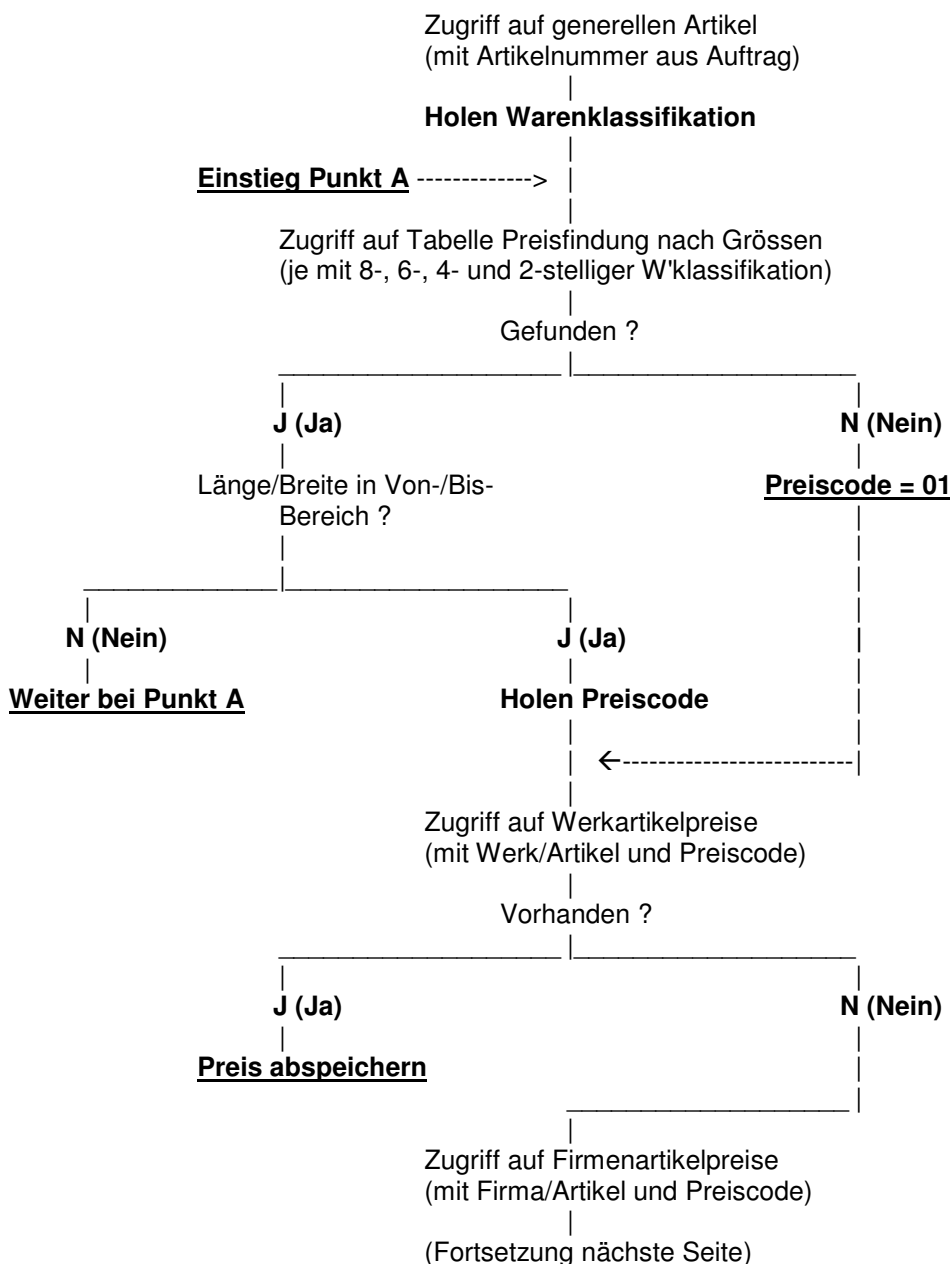 Zugriff auf generellen Artikel
(mit Artikelnummer aus Auftrag)
Holen Warenklassifikation
Einstieg Punkt A ------------->
Zugriff auf Tabelle Preisfindung nach Grössen
(je mit 8-, 6-, 4- und 2-stelliger W'klassifikation)
Gefunden ?
J (Ja) N (Nein)
Länge/Breite in Von-/Bis- Preiscode = 01
Bereich ?
N (Nein) J (Ja)
Weiter bei Punkt A Holen Preiscode
Zugriff auf Werkartikelpreise
(mit Werk/Artikel und Preiscode)
Vorhanden ?
J (Ja) N (Nein)
Preis abspeichern
Zugriff auf Firmenartikelpreise
(mit Firma/Artikel und Preiscode)
(Fortsetzung nächste Seite)